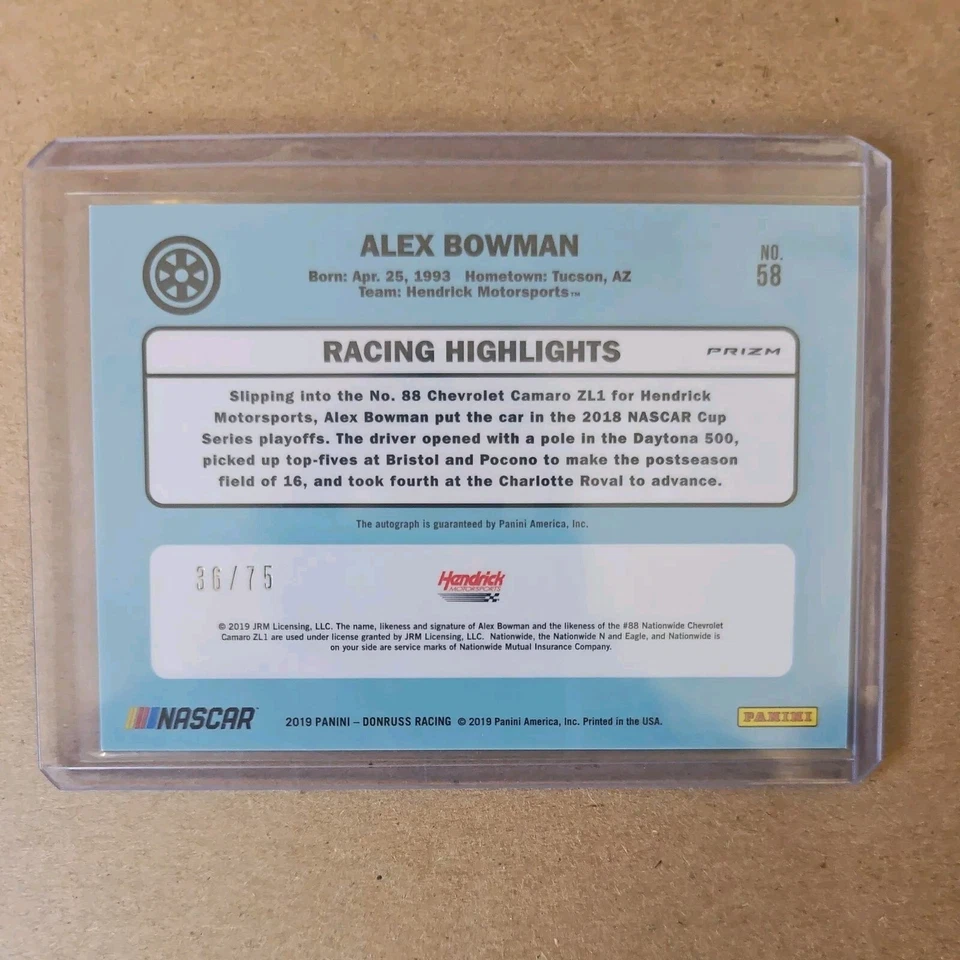 ALEX BOWMAN
NO.
58
Born: Apr. 25, 1993 Hometown: Tucson, AZ
Team: Hendrick Motorsports™
RACING HIGHLIGHTS
PRIZM
Slipping into the No. 88 Chevrolet Camaro ZL1 for Hendrick
Motorsports, Alex Bowman put the car in the 2018 NASCAR Cup
Series playoffs. The driver opened with a pole in the Daytona 500,
picked up top-fives at Bristol and Pocono to make the postseason
field of 16, and took fourth at the Charlotte Roval to advance.
The autograph is guaranteed by Panini America, Inc.
36/75
Hendrick
MOTORSPORTS
© 2019 JRM Licensing, LLC. The name, likeness and signature of Alex Bowman and the likeness of the #88 Nationwide Chevrolet
Camaro ZL1 are used under license granted by JRM Licensing, LLC. Nationwide, the Nationwide N and Eagle, and Nationwide is
on your side are service marks of Nationwide Mutual Insurance Company.
NASCAR
2019 PANINI – DONRUSS RACING © 2019 Panini America, Inc. Printed in the USA.
PANINI